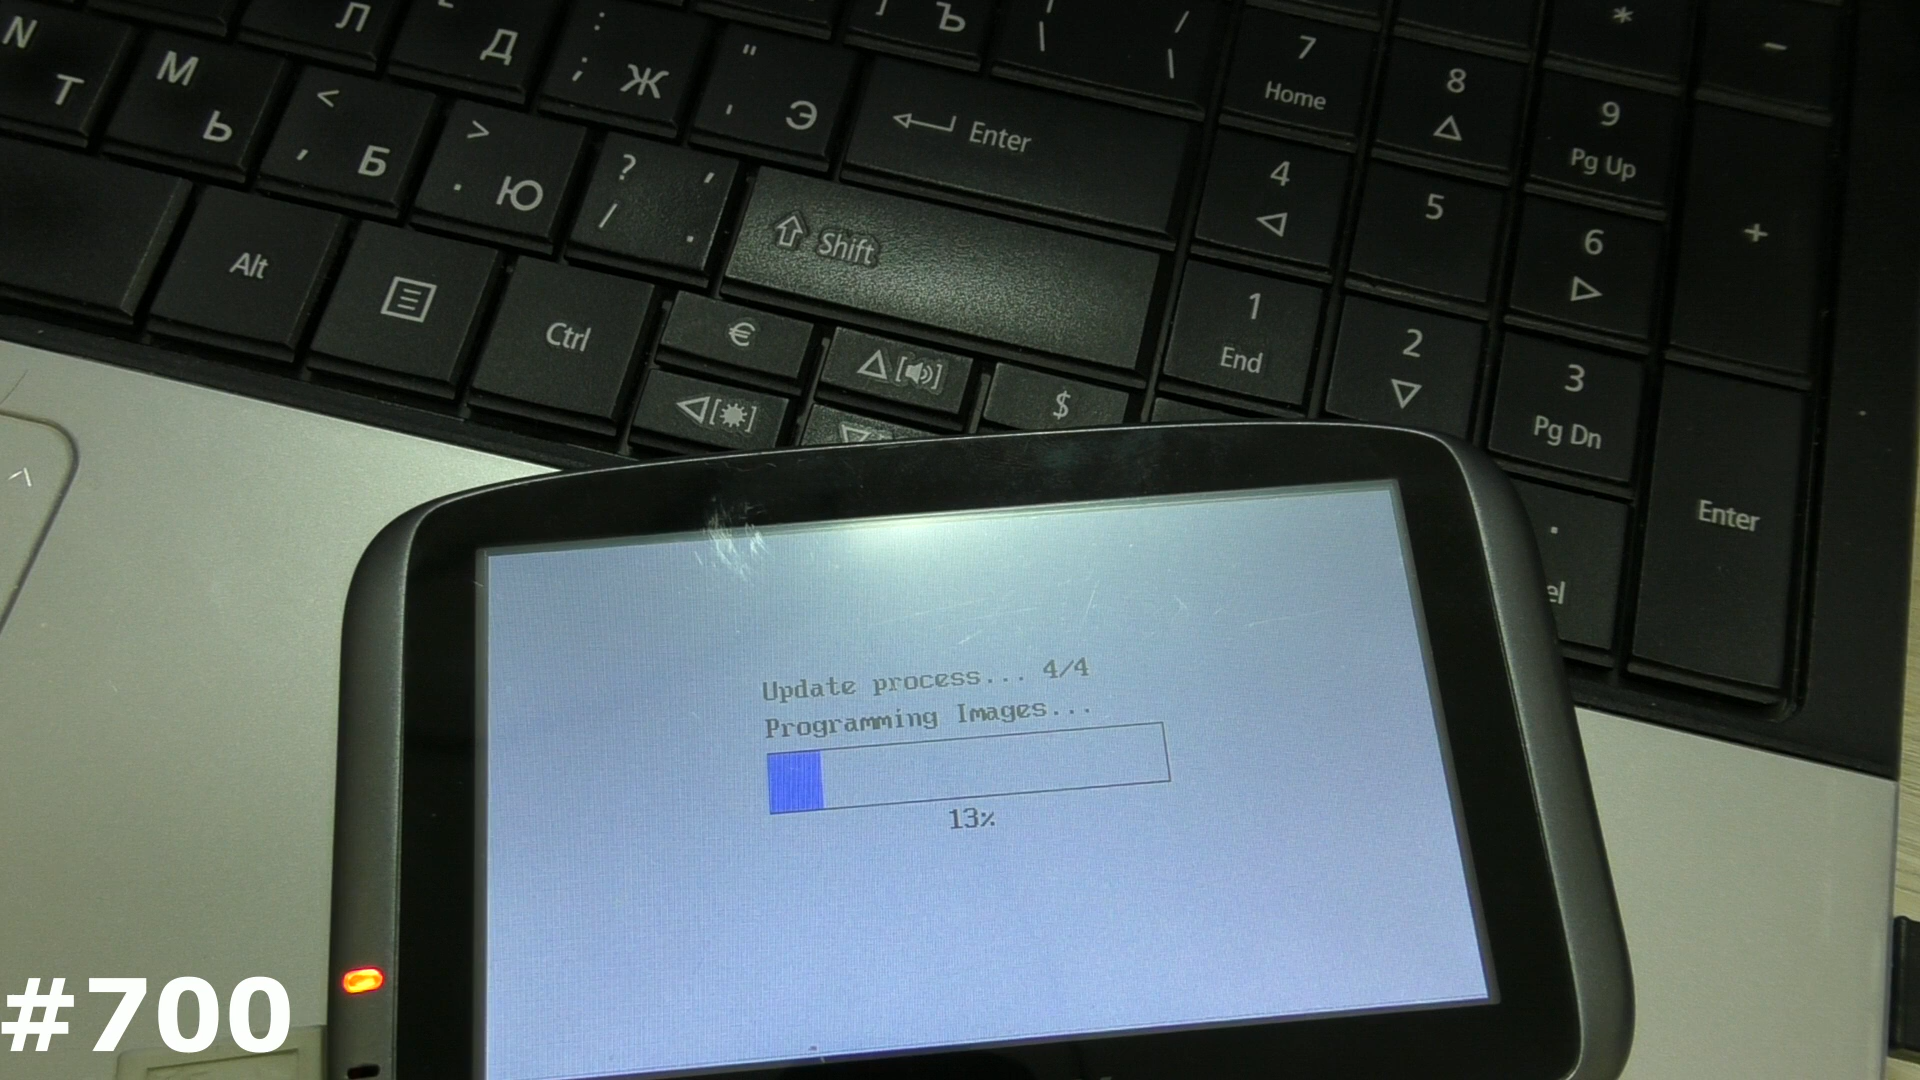 N
Т
М
Ь
Л
Д
<
, Б
>
. Ю
: ; Ж
" ' Э
Ъ
\ / \
? , / .
Enter
Shift
Alt
Ctrl
€
$
7
Home
8
9
Pg Up
*
-
4
5
6
+
1
End
2
3
Pg Dn
Enter
.
el
Update process... 4/4
Programming Images...
13%
#700